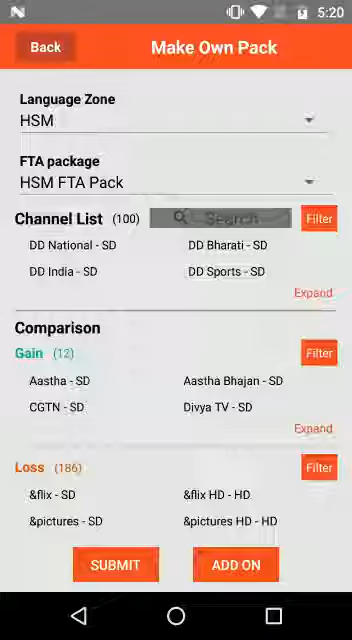 5:20
Back Make Own Pack
Language Zone
HSM
FTA package
HSM FTA Pack
Channel List (100) Search Filter
DD National - SD DD Bharati - SD
DD India - SD DD Sports - SD
Expand
Comparison
Gain (12) Filter
Aastha - SD Aastha Bhajan - SD
CGTN - SD Divya TV - SD
Expand
Loss (186) Filter
&flix - SD &flix HD - HD
&pictures - SD &pictures HD - HD
SUBMIT ADD ON